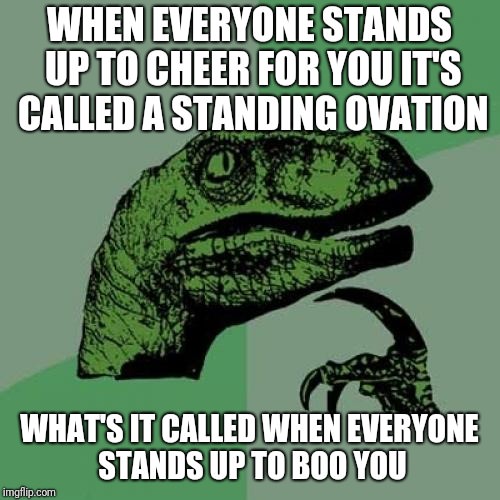 WHEN EVERYONE STANDS
UP TO CHEER FOR YOU IT'S
CALLED A STANDING OVATION
WHAT'S IT CALLED WHEN EVERYONE
STANDS UP TO BOO YOU
imgflip.com